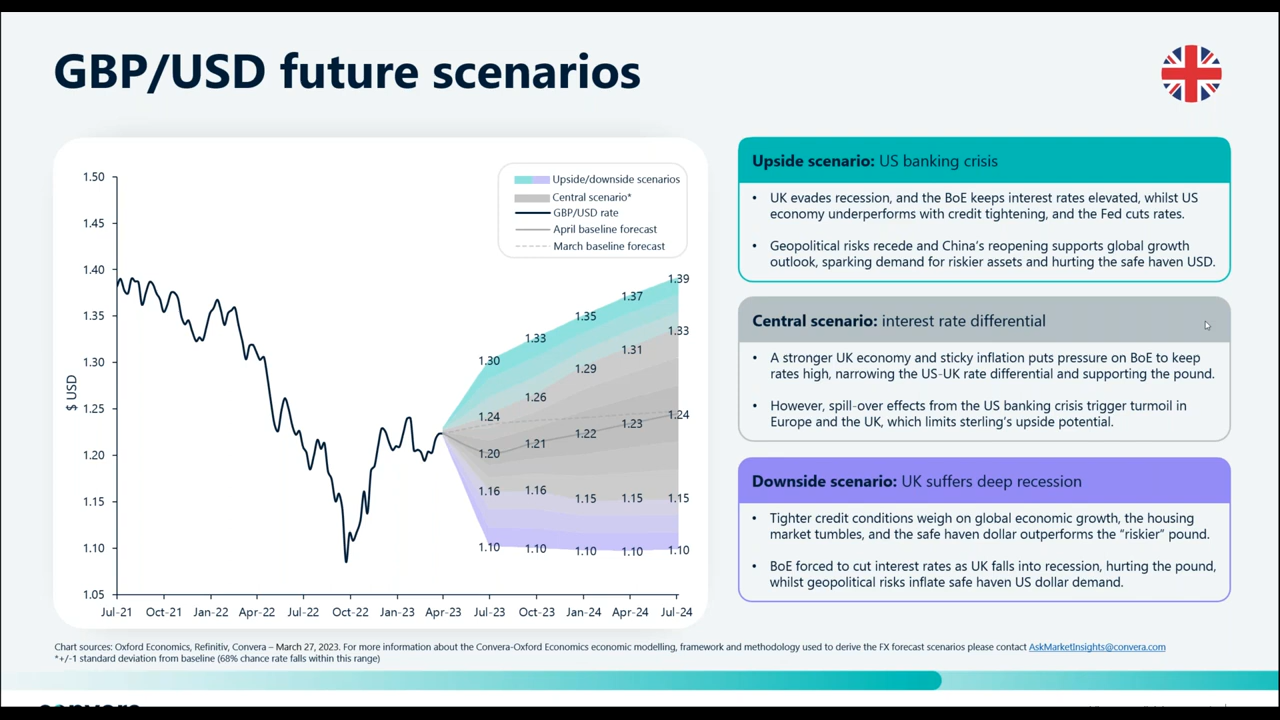 GBP/USD future scenarios
1.50
1.45
1.40
1.35
1.30
1.25
1.20
1.15
1.10
1.05
$ USD
Upside/downside scenarios
Central scenario*
GBP/USD rate
April baseline forecast
March baseline forecast
1.30
1.33
1.35
1.37
1.39
1.24
1.26
1.29
1.31
1.33
1.20
1.21
1.22
1.23
1.24
1.16
1.16
1.15
1.15
1.15
1.10
1.10
1.10
1.10
1.10
Jul-21
Oct-21
Jan-22
Apr-22
Jul-22
Oct-22
Jan-23
Apr-23
Jul-23
Oct-23
Jan-24
Apr-24
Jul-24
Upside scenario: US banking crisis
• UK evades recession, and the BoE keeps interest rates elevated, whilst US
economy underperforms with credit tightening, and the Fed cuts rates.
• Geopolitical risks recede and China's reopening supports global growth
outlook, sparking demand for riskier assets and hurting the safe haven USD.
Central scenario: interest rate differential
• A stronger UK economy and sticky inflation puts pressure on BoE to keep
rates high, narrowing the US-UK rate differential and supporting the pound.
• However, spill-over effects from the US banking crisis trigger turmoil in
Europe and the UK, which limits sterling's upside potential.
Downside scenario: UK suffers deep recession
• Tighter credit conditions weigh on global economic growth, the housing
market tumbles, and the safe haven dollar outperforms the "riskier" pound.
• BoE forced to cut interest rates as UK falls into recession, hurting the pound,
whilst geopolitical risks inflate safe haven US dollar demand.
Chart sources: Oxford Economics, Refinitiv, Convera – March 27, 2023. For more information about the Convera-Oxford Economics economic modelling, framework and methodology used to derive the FX forecast scenarios please contact AskMarketInsights@convera.com
*+/-1 standard deviation from baseline (68% chance rate falls within this range)
convera